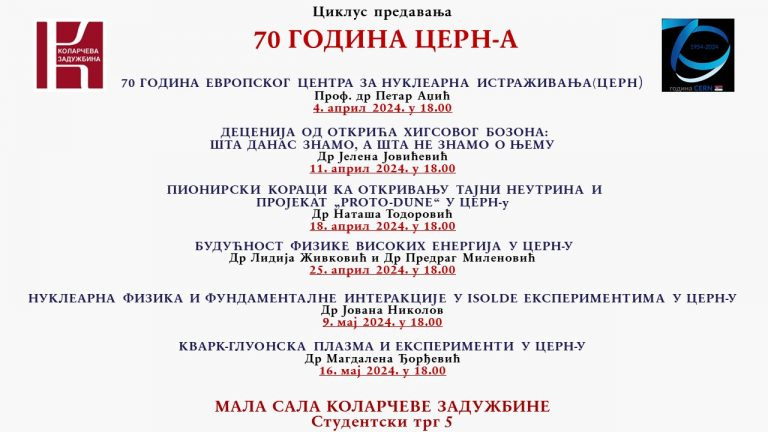 Циклус предавања
70 ГОДИНА ЦЕРН-А
КОЛАРЧЕВА
ЗАДУЖБИНА
1954-2024
година CERN
70 ГОДИНА ЕВРОПСКОГ ЦЕНТРА ЗА НУКЛЕАРНА ИСТРАЖИВАЊА(ЦЕРН)
Проф. др Петар Аџић
4. април 2024. у 18.00
ДЕЦЕНИЈА ОД ОТКРИЋА ХИГСОВОГ БОЗОНА:
ШТА ДАНАС ЗНАМО, А ШТА НЕ ЗНАМО О ЊЕМУ
Др Јелена Јовићевић
11. април 2024. у 18.00
ПИОНИРСКИ КОРАЦИ КА ОТКРИВАЊУ ТАЈНИ НЕУТРИНА И
ПРОЈЕКАТ „PROTO-DUNE“ У ЦЕРН-у
Др Наташа Тодоровић
18. април 2024. у 18.00
БУДУЋНОСТ ФИЗИКЕ ВИСОКИХ ЕНЕРГИЈА У ЦЕРН-У
Др Лидија Живковић и Др Предраг Миленовић
25. април 2024. у 18.00
НУКЛЕАРНА ФИЗИКА И ФУНДАМЕНТАЛНЕ ИНТЕРАКЦИЈЕ У ISOLDE ЕКСПЕРИМЕНТИМА У ЦЕРН-У
Др Јована Николов
9. мај 2024. у 18.00
КВАРК-ГЛУОНСКА ПЛАЗМА И ЕКСПЕРИМЕНТИ У ЦЕРН-У
Др Магдалена Ђорђевић
16. мај 2024. у 18.00
МАЛА САЛА КОЛАРЧЕВЕ ЗАДУЖБИНЕ
Студентски трг 5